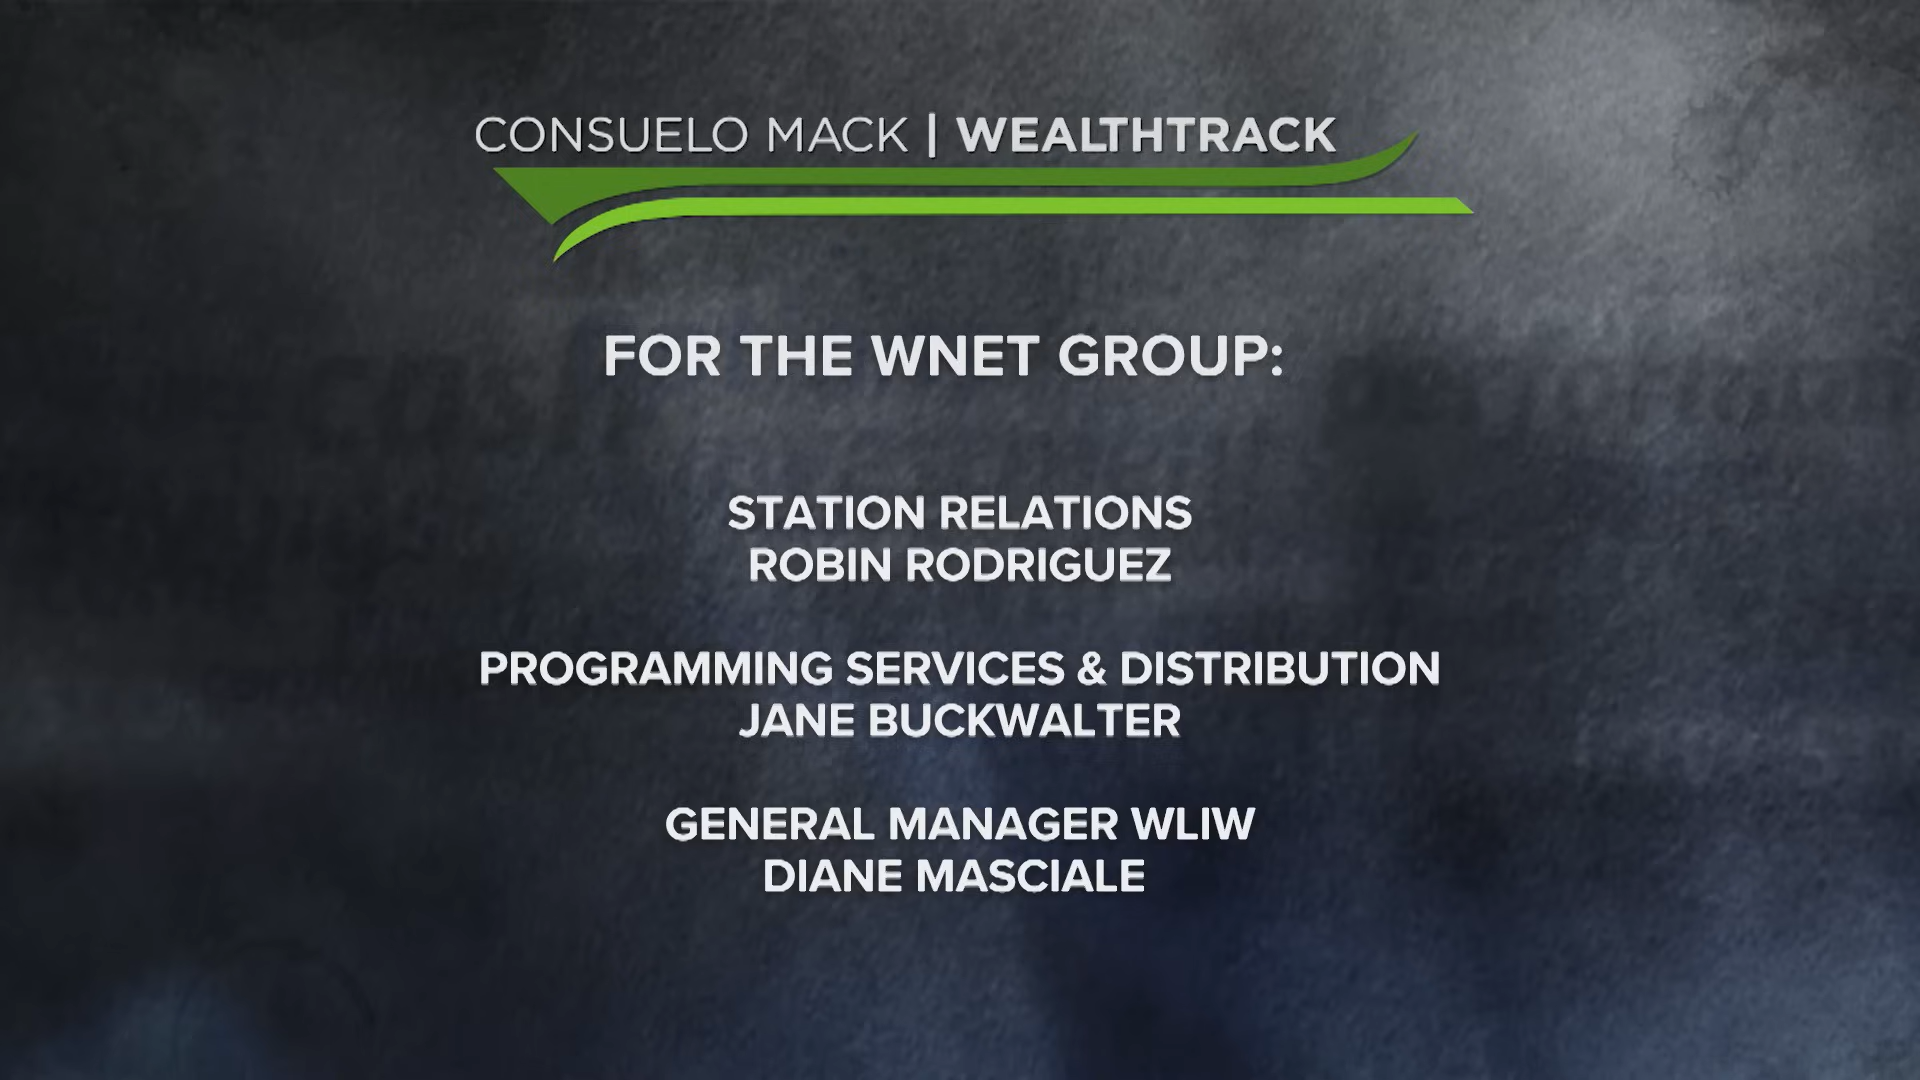 CONSUELO MACK | WEALTHTRACK
FOR THE WNET GROUP:
STATION RELATIONS
ROBIN RODRIGUEZ
PROGRAMMING SERVICES & DISTRIBUTION
JANE BUCKWALTER
GENERAL MANAGER WLIW
DIANE MASCIALE